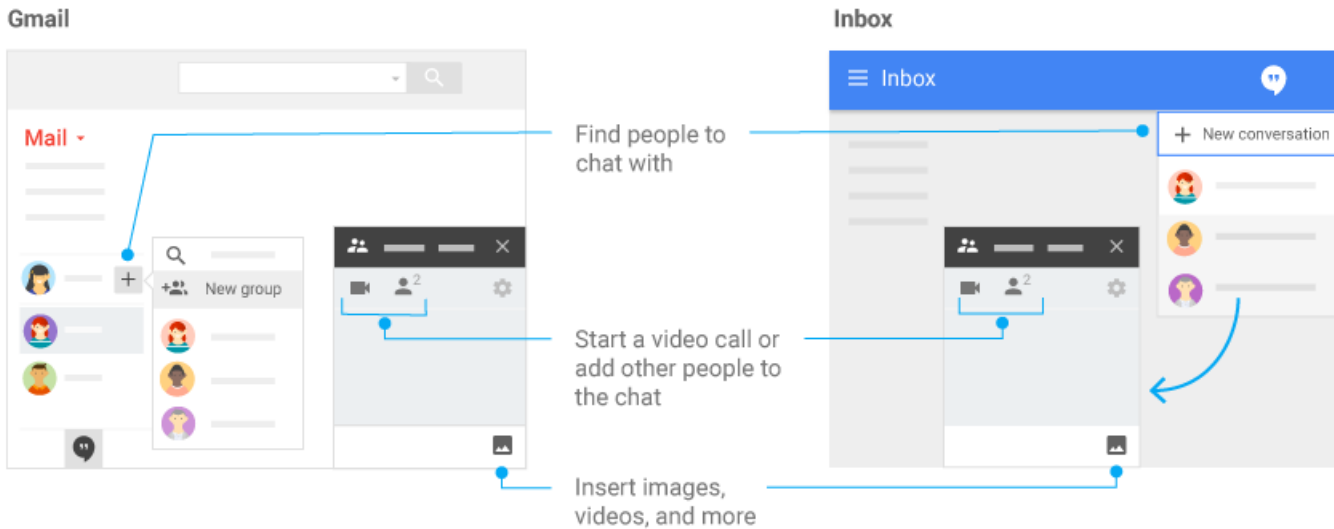 Gmail
Inbox
Inbox
Mail
Find people to
chat with
New conversation
New group
2
2
Start a video call or
add other people to
the chat
Insert images,
videos, and more